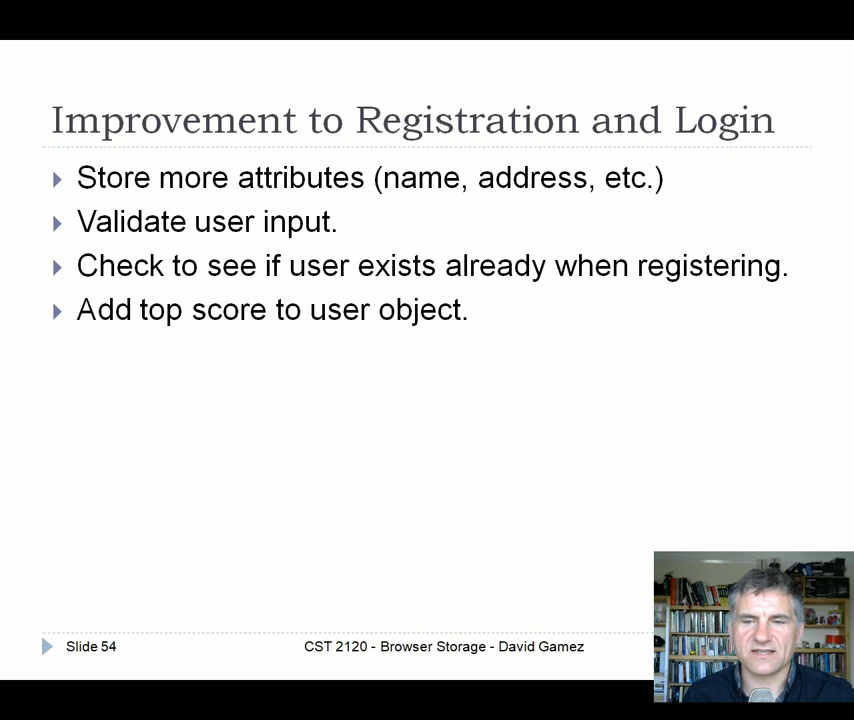 Improvement to Registration and Login
Store more attributes (name, address, etc.)
Validate user input.
Check to see if user exists already when registering.
Add top score to user object.
Slide 54
CST 2120 - Browser Storage - David Gamez